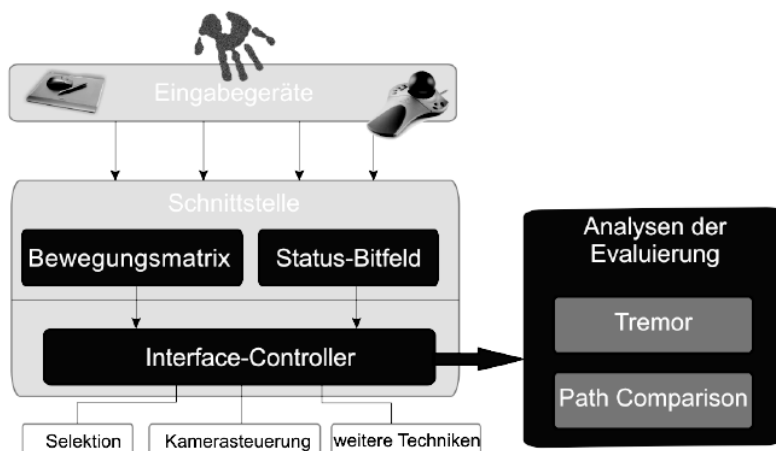 Eingabegeräte
Schnittstelle
Bewegungsmatrix
Status-Bitfeld
Interface-Controller
Selektion
Kamerasteuerung
weitere Techniken
Analysen der
Evaluierung
Tremor
Path Comparison